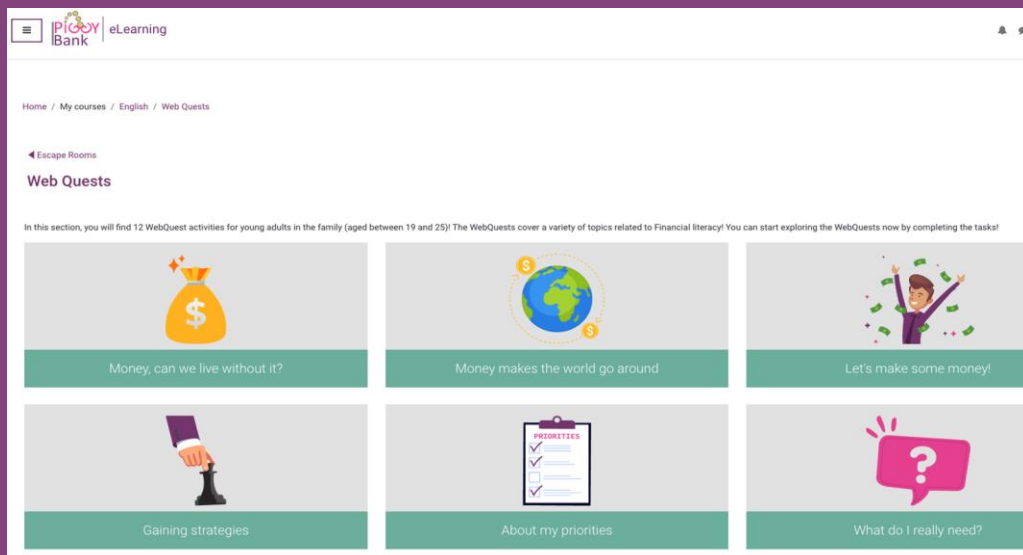 PiGGY
Bank
eLearning
Home / My courses / English / Web Quests
Escape Rooms
Web Quests
In this section, you will find 12 WebQuest activities for young adults in the family (aged between 19 and 25)! The WebQuests cover a variety of topics related to Financial literacy! You can start exploring the WebQuests now by completing the tasks!
$
$
$
Money, can we live without it?
Money makes the world go around
Let's make some money!
PRIORITIES
?
Gaining strategies
About my priorities
What do I really need?